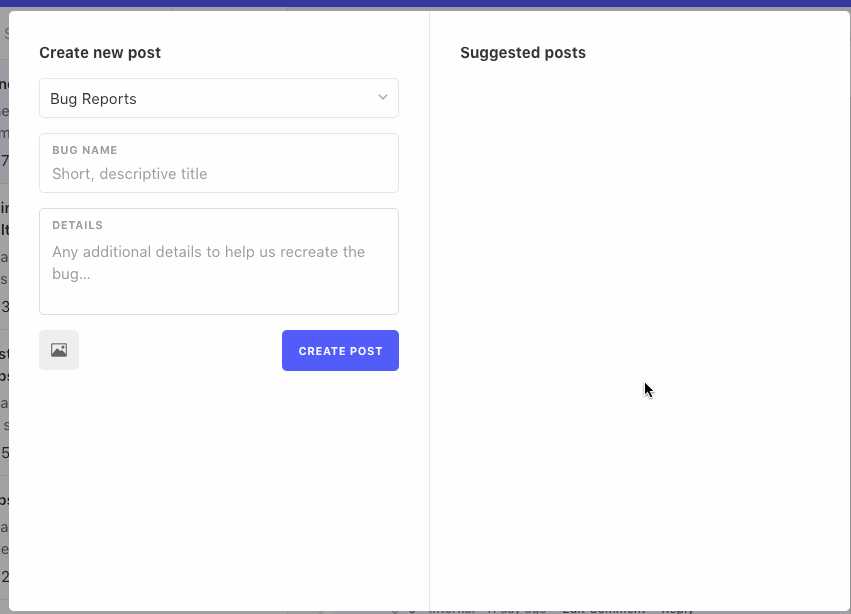 Create new post
Bug Reports
BUG NAME
Short, descriptive title
DETAILS
Any additional details to help us recreate the
bug...
CREATE POST
Suggested posts